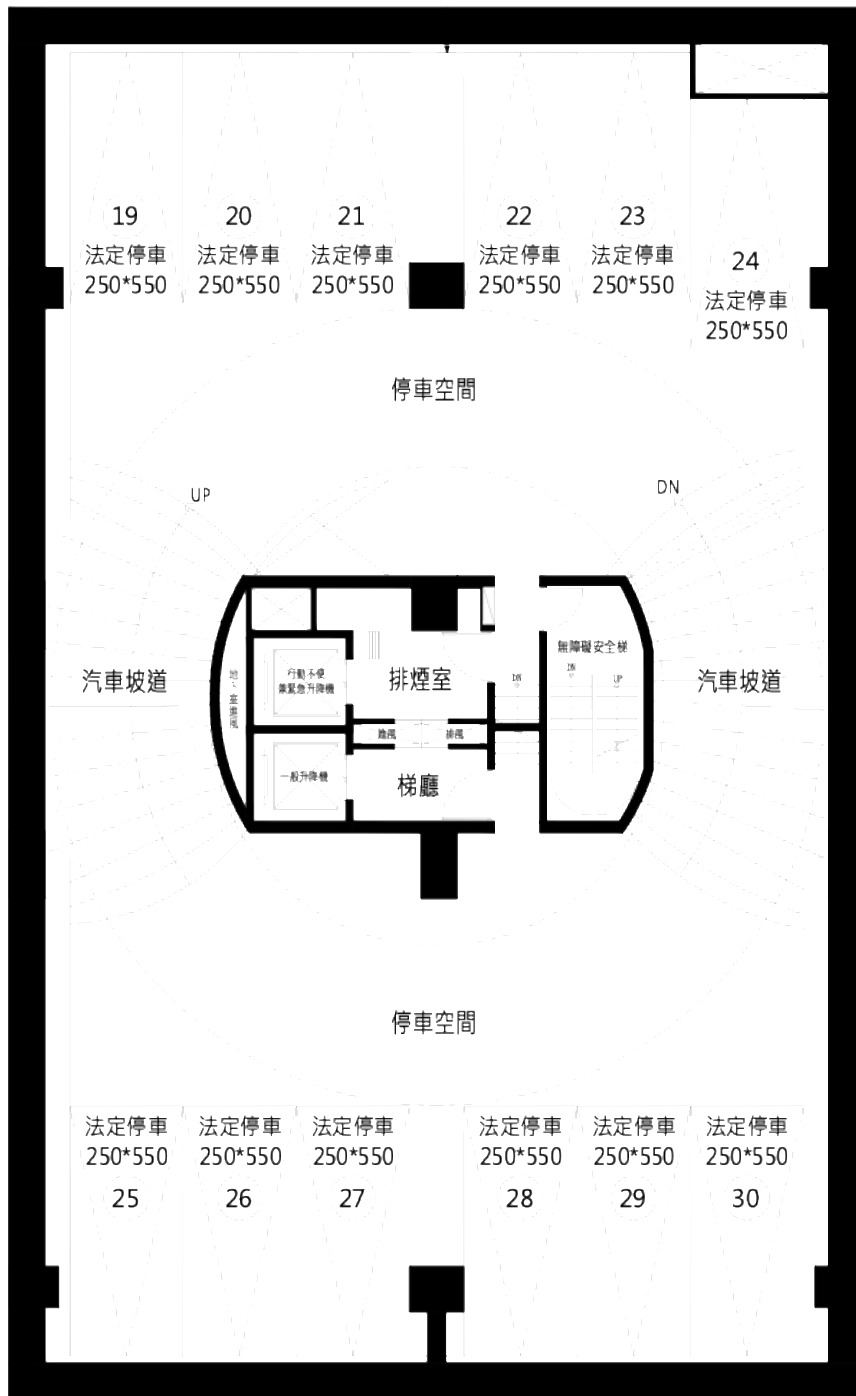 19
法定停車
250*550
20
法定停車
250*550
21
法定停車
250*550
22
法定停車
250*550
23
法定停車
250*550
24
法定停車
250*550
停車空間
UP
DN
汽車坡道
行動不便
兼緊急升降機
排煙室
DN
無障礙安全梯
DN
UP
汽車坡道
進風
排風
一般升降機
梯廳
停車空間
法定停車
250*550
25
法定停車
250*550
26
法定停車
250*550
27
法定停車
250*550
28
法定停車
250*550
29
法定停車
250*550
30